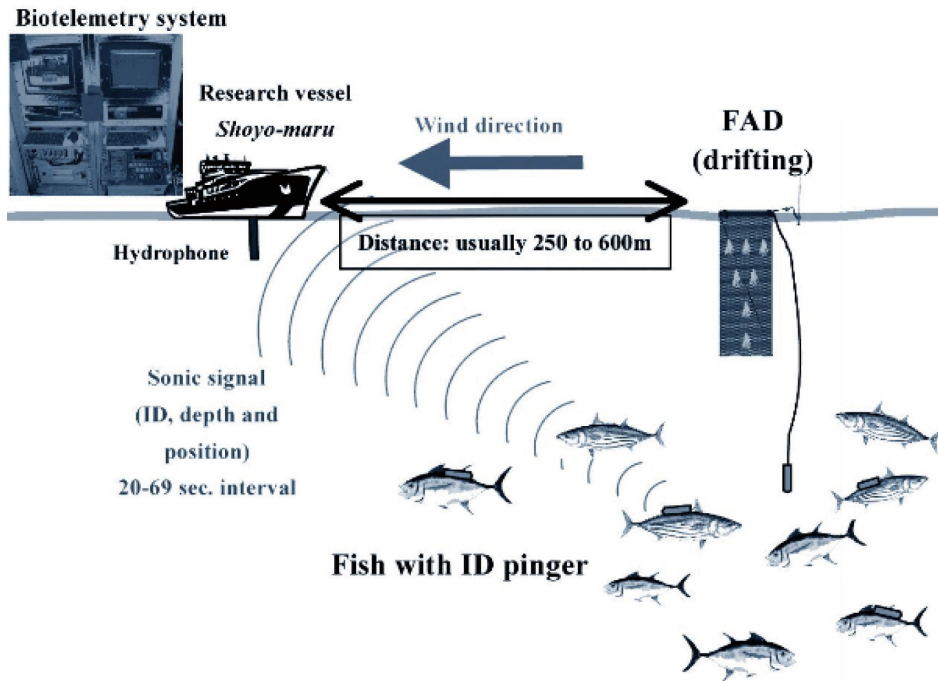 Biotelemetry system
Research vessel
Shoyo-maru
Wind direction
FAD
(drifting)
Hydrophone
Distance: usually 250 to 600m
Sonic signal
(ID, depth and
position)
20-69 sec. interval
Fish with ID pinger